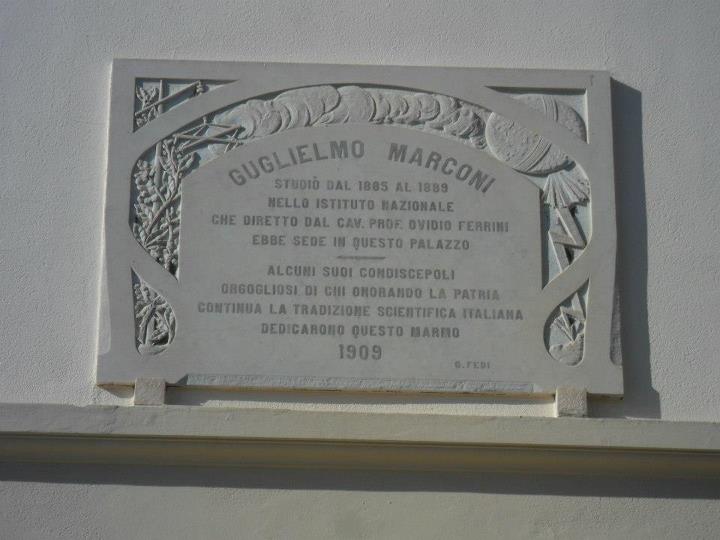 GUGLIELMO MARCONI
STUDIÒ DAL 1885 AL 1889
NELLO ISTITUTO NAZIONALE
CHE DIRETTO DAL CAV. PROF. OVIDIO FERRINI
EBBE SEDE IN QUESTO PALAZZO
ALCUNI SUOI CONDISCEPOLI
ORGOGLIOSI DI CHI ONORANDO LA PATRIA
CONTINUA LA TRADIZIONE SCIENTIFICA ITALIANA
DEDICARONO QUESTO MARMO
1909
G. FEDI